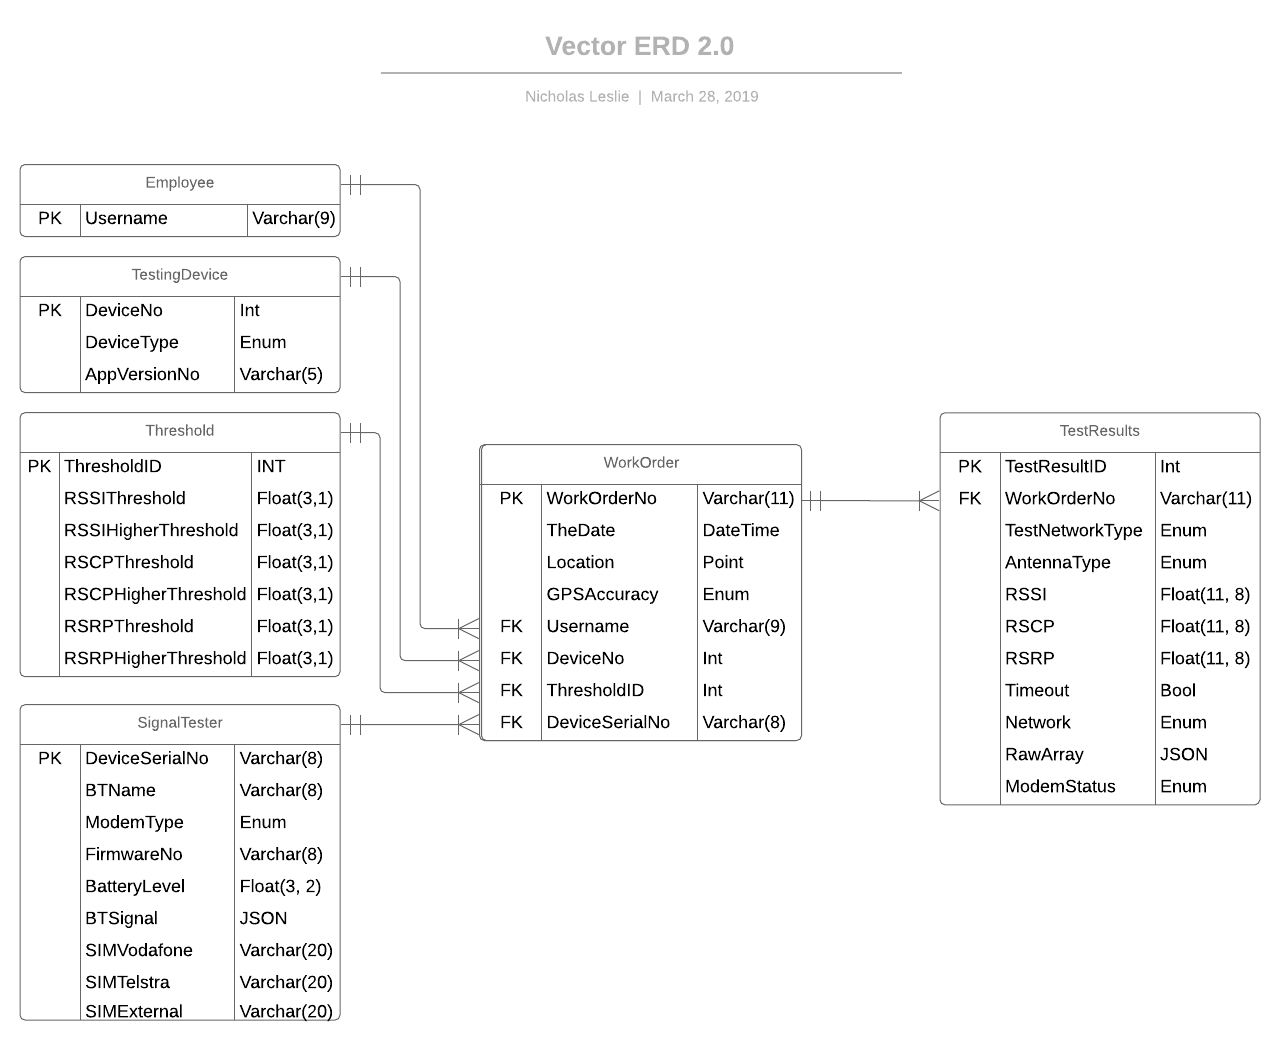 Vector ERD 2.0
Nicholas Leslie | March 28, 2019
Employee
PK Username Varchar(9)
TestingDevice
PK DeviceNo Int
DeviceType Enum
AppVersionNo Varchar(5)
Threshold
PK ThresholdID INT
RSSIThreshold Float(3,1)
RSSIHigherThreshold Float(3,1)
RSCPThreshold Float(3,1)
RSCPHigherThreshold Float(3,1)
RSRPThreshold Float(3,1)
RSRPHigherThreshold Float(3,1)
SignalTester
PK DeviceSerialNo Varchar(8)
BTName Varchar(8)
ModemType Enum
FirmwareNo Varchar(8)
BatteryLevel Float(3, 2)
BTSignal JSON
SIMVodafone Varchar(20)
SIMTelstra Varchar(20)
SIMExternal Varchar(20)
WorkOrder
PK WorkOrderNo Varchar(11)
TheDate DateTime
Location Point
GPSAccuracy Enum
FK Username Varchar(9)
FK DeviceNo Int
FK ThresholdID Int
FK DeviceSerialNo Varchar(8)
TestResults
PK TestResultID Int
FK WorkOrderNo Varchar(11)
TestNetworkType Enum
AntennaType Enum
RSSI Float(11, 8)
RSCP Float(11, 8)
RSRP Float(11, 8)
Timeout Bool
Network Enum
RawArray JSON
ModemStatus Enum